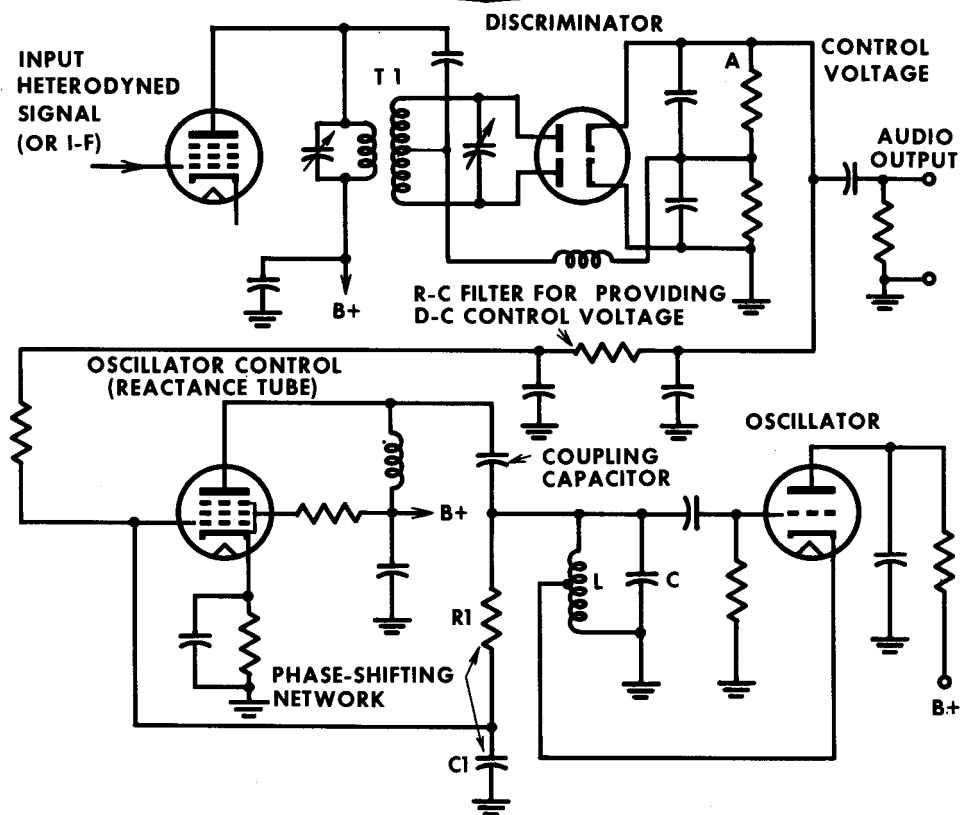 DISCRIMINATOR
INPUT
HETERODYNED
SIGNAL
(OR I-F)
T1
A
CONTROL
VOLTAGE
AUDIO
OUTPUT
B+
R-C FILTER FOR PROVIDING
D-C CONTROL VOLTAGE
OSCILLATOR CONTROL
(REACTANCE TUBE)
OSCILLATOR
COUPLING
CAPACITOR
B+
L
C
R1
PHASE-SHIFTING
NETWORK
B+
C1